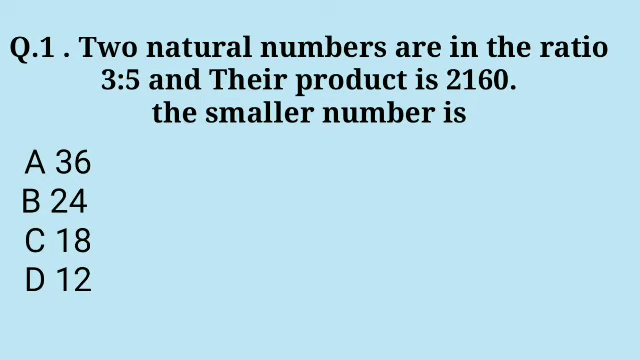 Q.1 . Two natural numbers are in the ratio
3:5 and Their product is 2160.
the smaller number is
A 36
B 24
C 18
D 12